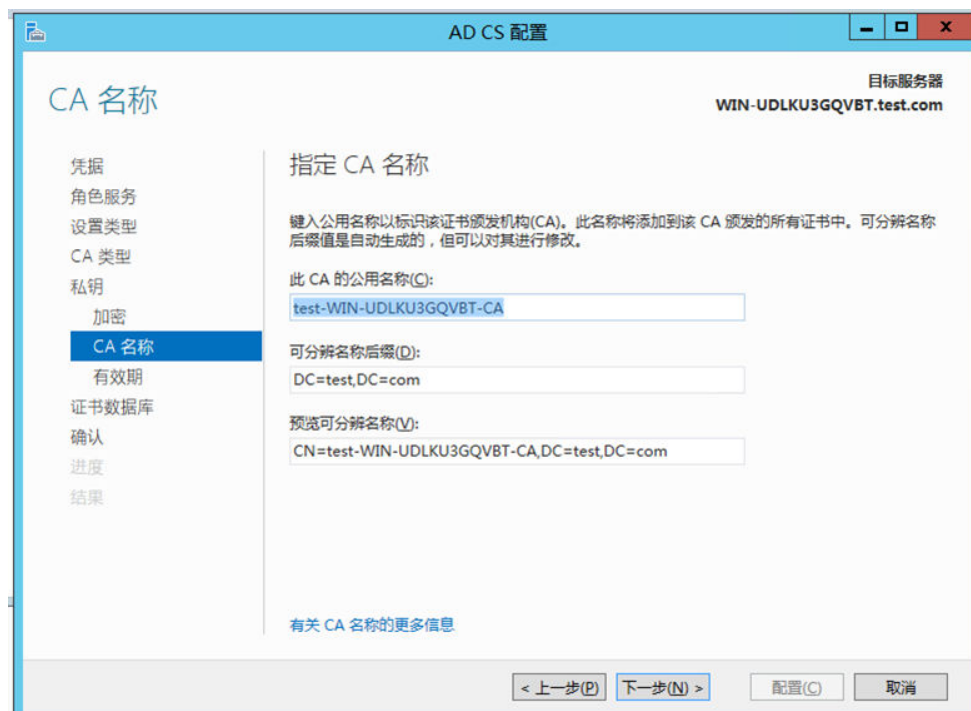 AD CS 配置
CA 名称
目标服务器
WIN-UDLKU3GQVBT.test.com
凭据
角色服务
设置类型
CA 类型
私钥
加密
CA 名称
有效期
证书数据库
确认
进度
结果
指定 CA 名称
键入公用名称以标识该证书颁发机构(CA)。此名称将添加到该 CA 颁发的所有证书中。可分辨名称
后缀值是自动生成的，但可以对其进行修改。
此 CA 的公用名称(C):
test-WIN-UDLKU3GQVBT-CA
可分辨名称后缀(D):
DC=test,DC=com
预览可分辨名称(V):
CN=test-WIN-UDLKU3GQVBT-CA,DC=test,DC=com
有关 CA 名称的更多信息
< 上一步(P)
下一步(N) >
配置(C)
取消